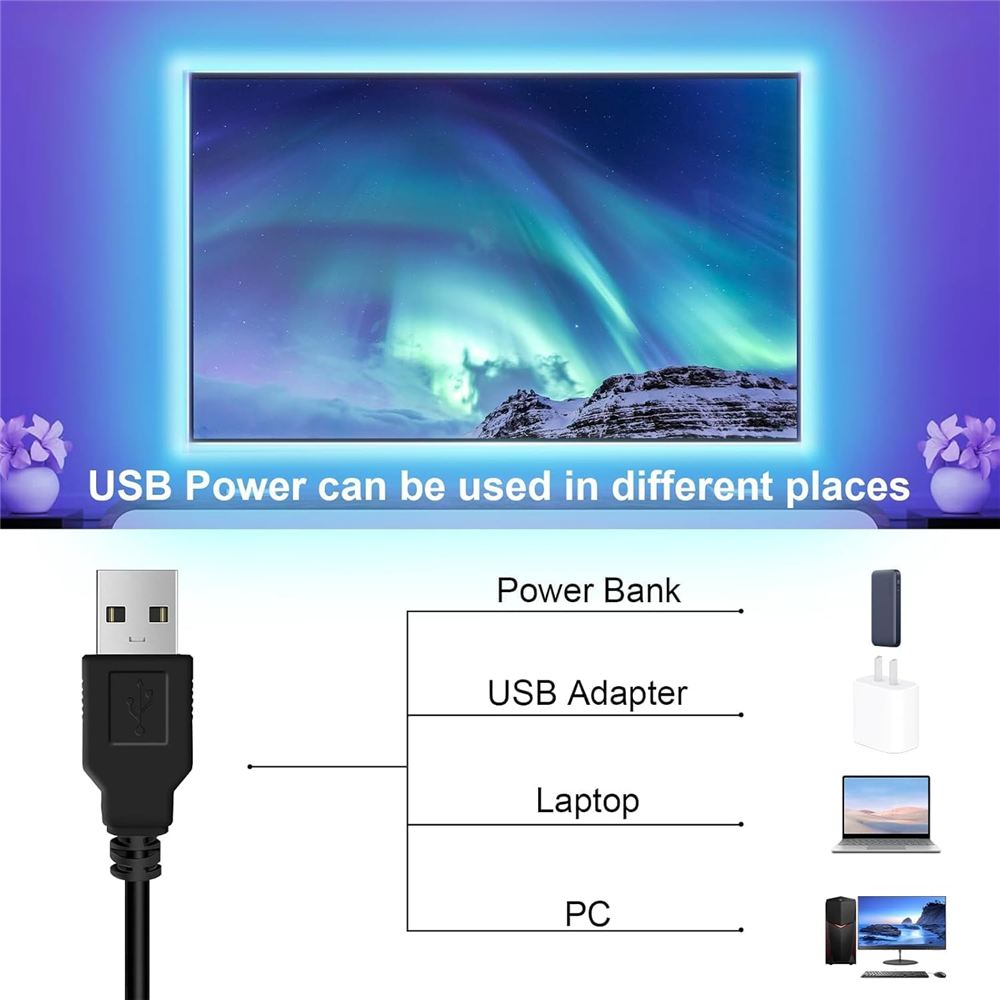 USB Power can be used in different places
Power Bank
USB Adapter
Laptop
PC